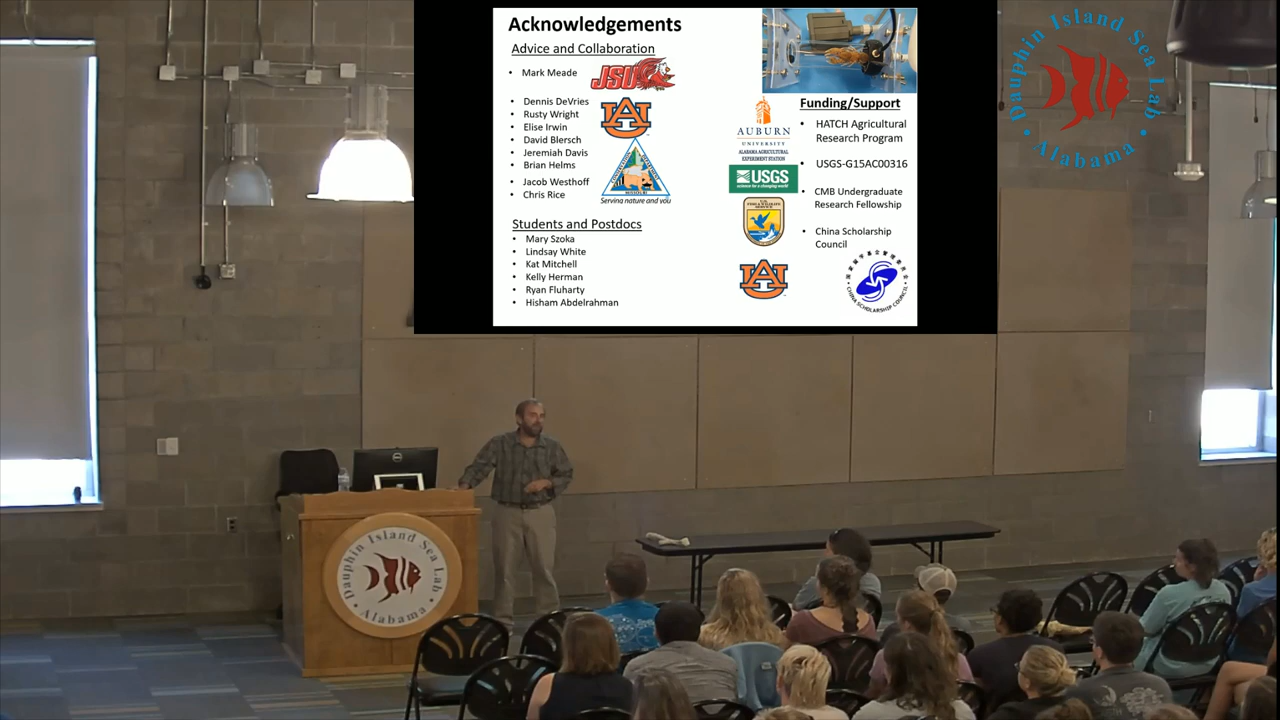 Acknowledgements
Advice and Collaboration
• Mark Meade
JSU
• Dennis DeVries
• Rusty Wright
• Elise Irwin
• David Blersch
• Jeremiah Davis
• Brian Helms
• Jacob Westhoff
• Chris Rice
Serving nature and you
Students and Postdocs
• Mary Szoka
• Lindsay White
• Kat Mitchell
• Kelly Herman
• Ryan Fluharty
• Hisham Abdelrahman
Funding/Support
AUBURN
UNIVERSITY
ALABAMA AGRICULTURAL
EXPERIMENT STATION
• HATCH Agricultural
Research Program
USGS
science for a changing world
• USGS-G15AC00316
• CMB Undergraduate
Research Fellowship
U.S.
FISH & WILDLIFE
SERVICE
• China Scholarship
Council
CHINA SCHOLARSHIP COUNCIL
Dauphin Island Sea Lab
Alabama
DELL
Dauphin Island Sea Lab
Alabama